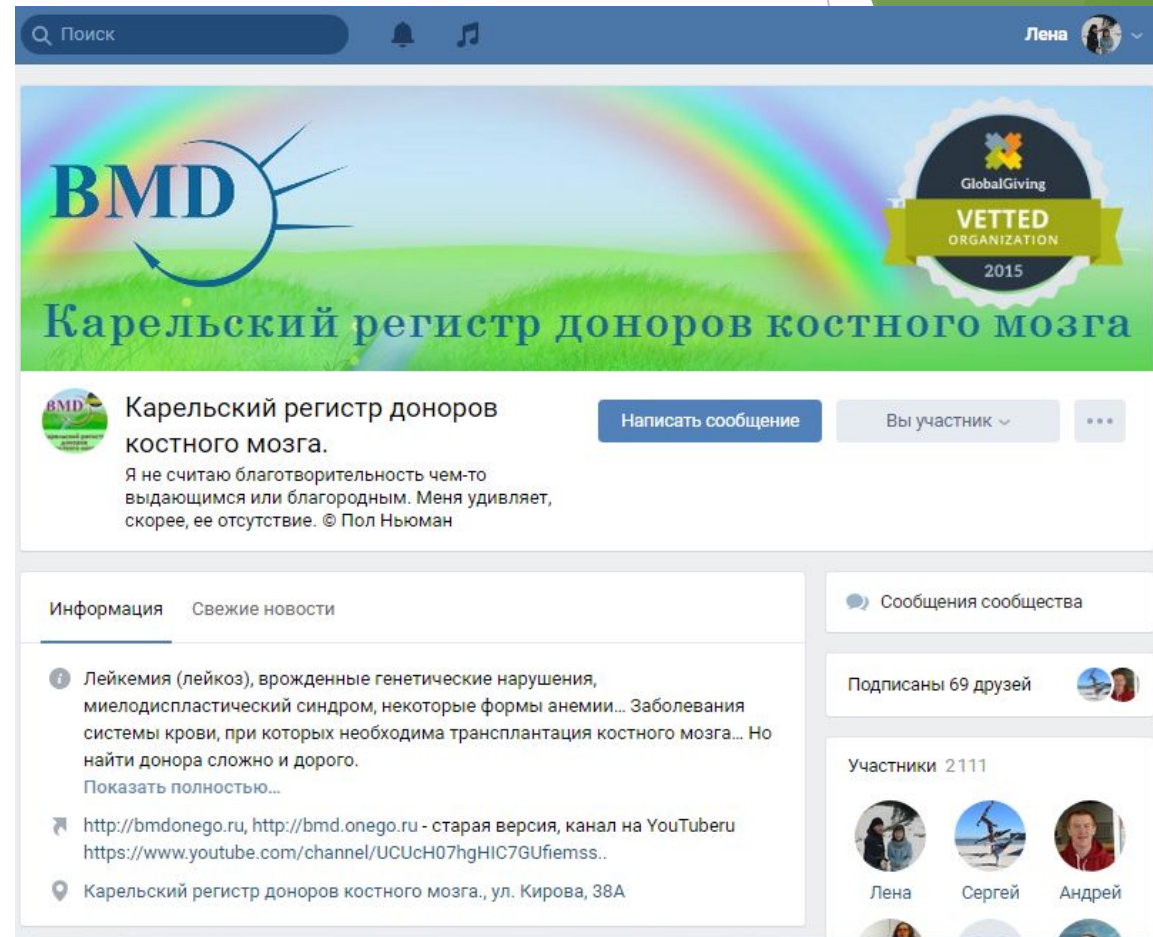 Поиск
Лена
BMD
GlobalGiving
VETTED
ORGANIZATION
2015
Карельский регистр доноров костного мозга
BMD
Карельский регистр доноров
костного мозга.
Я не считаю благотворительность чем-то
выдающимся или благородным. Меня удивляет,
скорее, ее отсутствие. © Пол Ньюман
Написать сообщение
Вы участник
Информация
Свежие новости
Лейкемия (лейкоз), врожденные генетические нарушения,
миелодиспластический синдром, некоторые формы анемии... Заболевания
системы крови, при которых необходима трансплантация костного мозга... Но
найти донора сложно и дорого.
Показать полностью...
http://bmdonego.ru, http://bmd.onego.ru - старая версия, канал на YouTuberu
https://www.youtube.com/channel/UCUcH07hgHIC7GUfiemss..
Карельский регистр доноров костного мозга., ул. Кирова, 38А
Сообщения сообщества
Подписаны 69 друзей
Участники 2111
Лена
Сергей
Андрей